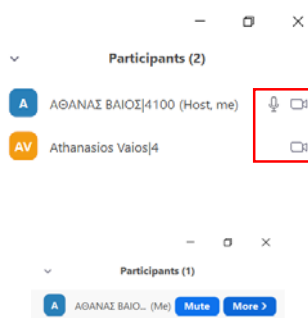 Participants (2)
A ΑΘΑΝΑΣ ΒΑΙΟΣ|4100 (Host, me)
AV Athanasios Vaios|4
Participants (1)
A ΑΘΑΝΑΣ ΒΑΙΟ... (Me) Mute More >